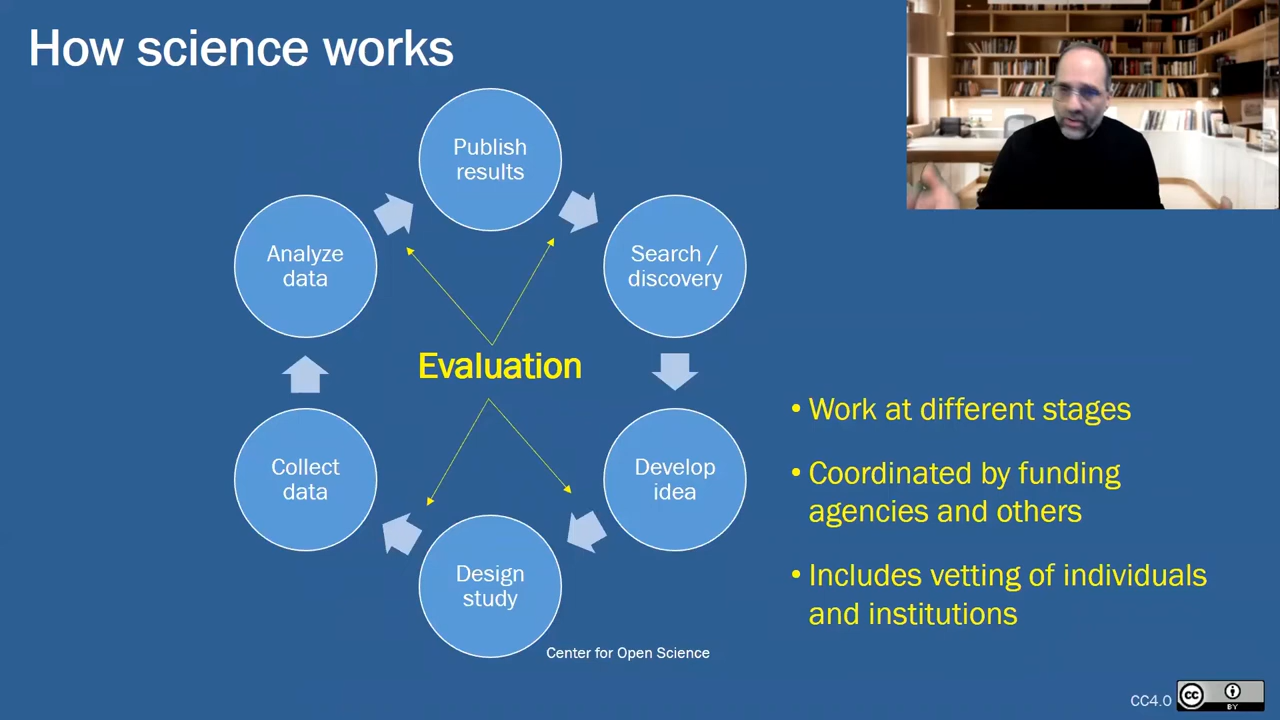 How science works
Publish
results
Search /
discovery
Develop
idea
Design
study
Collect
data
Analyze
data
Evaluation
• Work at different stages
• Coordinated by funding
agencies and others
• Includes vetting of individuals
and institutions
Center for Open Science
CC4.0
cc
BY